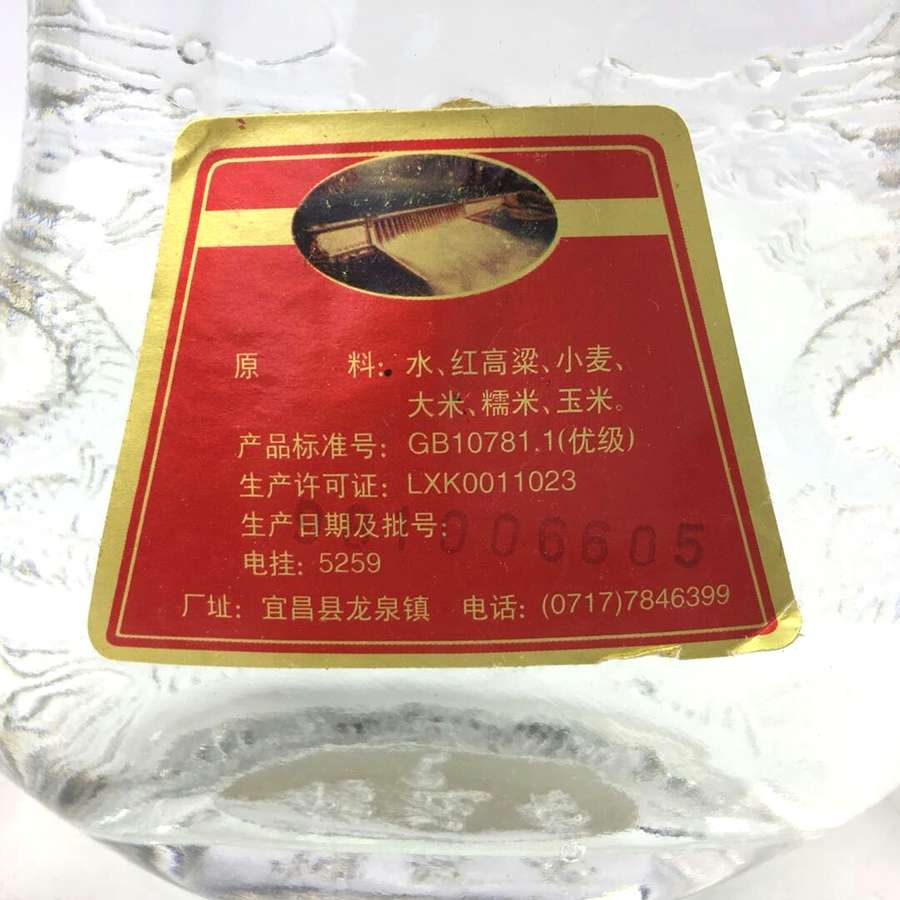 原 料: 水、红高粱、小麦、
大米、糯米、玉米。
产品标准号: GB10781.1(优级)
生产许可证: LXK0011023
生产日期及批号:
电挂: 5259
厂址: 宜昌县龙泉镇 电话: (0717)7846399